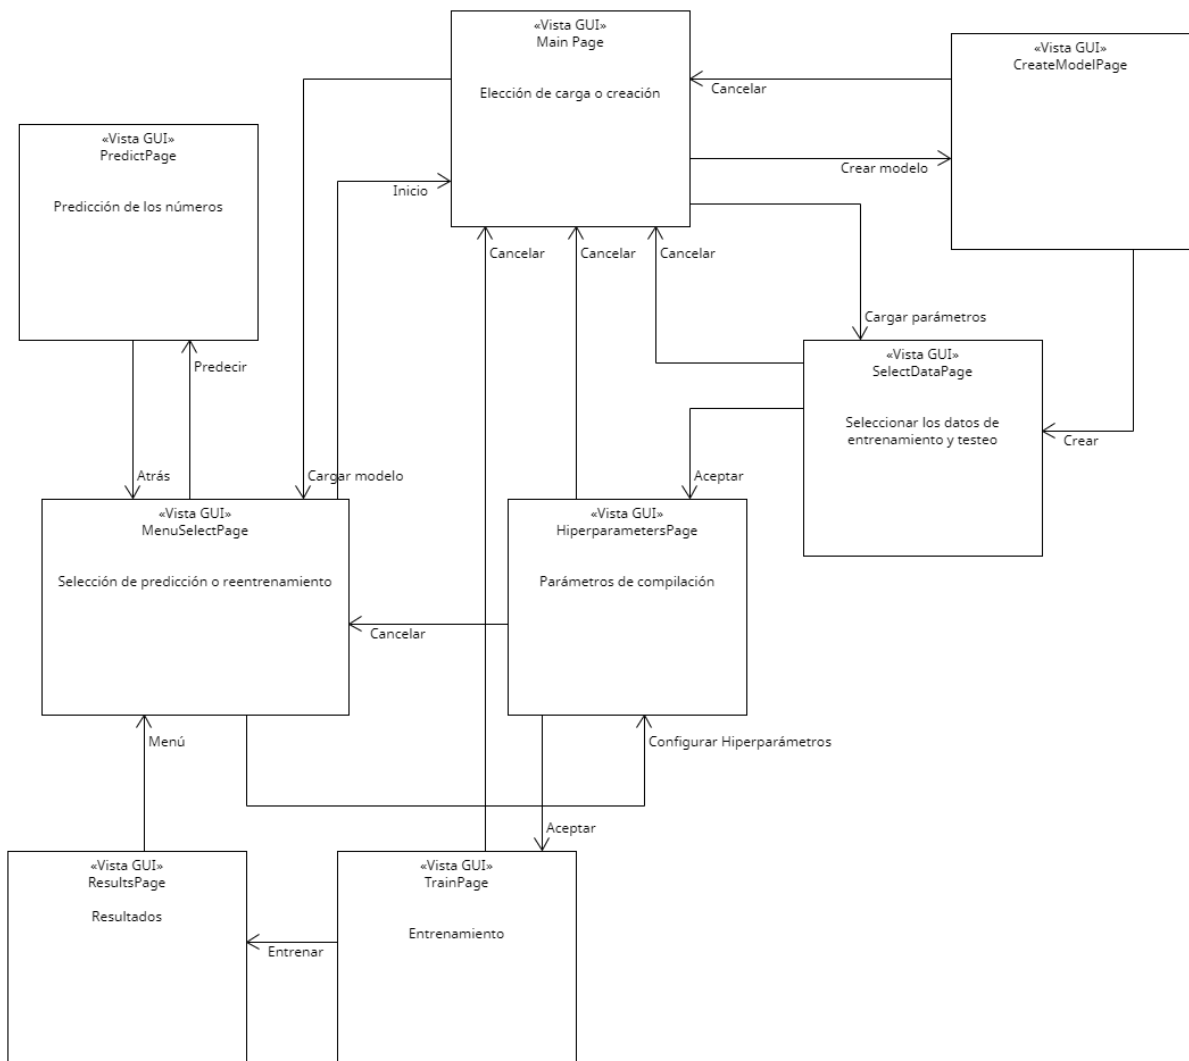 «Vista GUI»
Main Page
Elección de carga o creación
«Vista GUI»
CreateModelPage
Cancelar
Crear modelo
«Vista GUI»
PredictPage
Predicción de los números
Inicio
Cancelar
Cancelar
Cancelar
Cargar parámetros
«Vista GUI»
SelectDataPage
Seleccionar los datos de
entrenamiento y testeo
Crear
Predecir
Atrás
Cargar modelo
Aceptar
«Vista GUI»
MenuSelectPage
Selección de predicción o reentrenamiento
«Vista GUI»
HiperparametersPage
Parámetros de compilación
Cancelar
Menú
Configurar Hiperparámetros
Aceptar
«Vista GUI»
ResultsPage
Resultados
«Vista GUI»
TrainPage
Entrenamiento
Entrenar